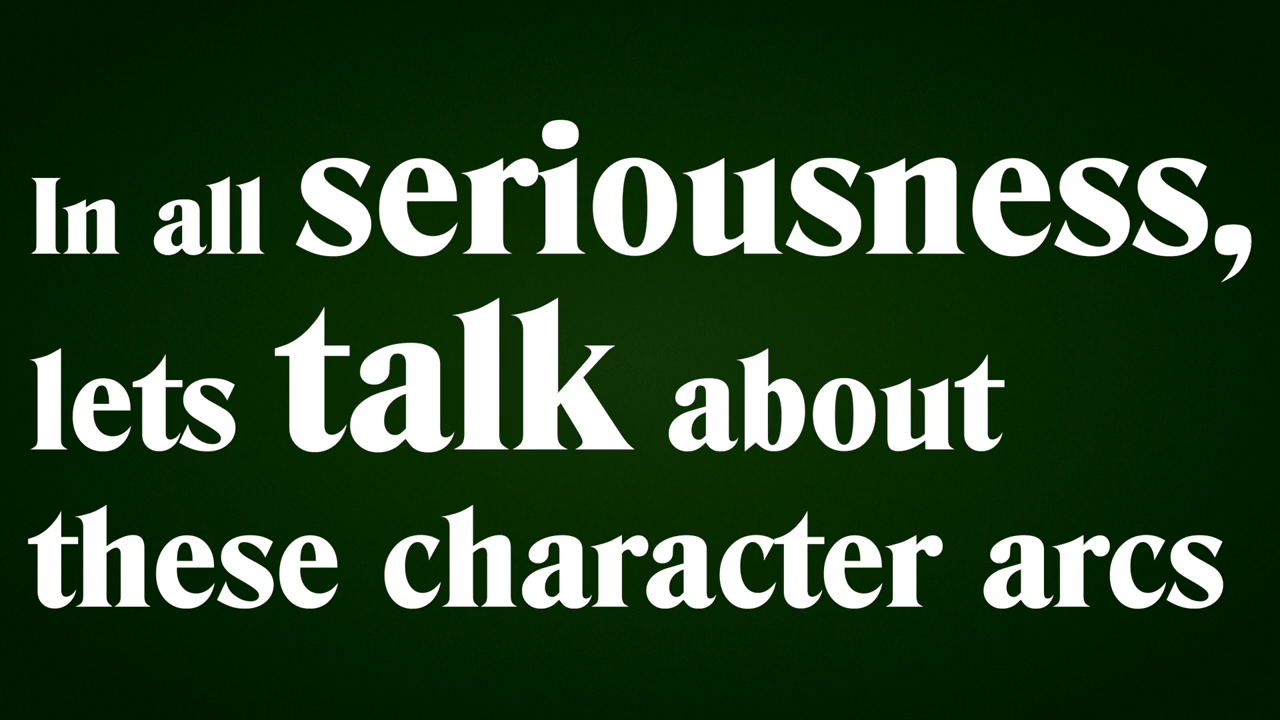 In all seriousness,
lets talk about
these character arcs